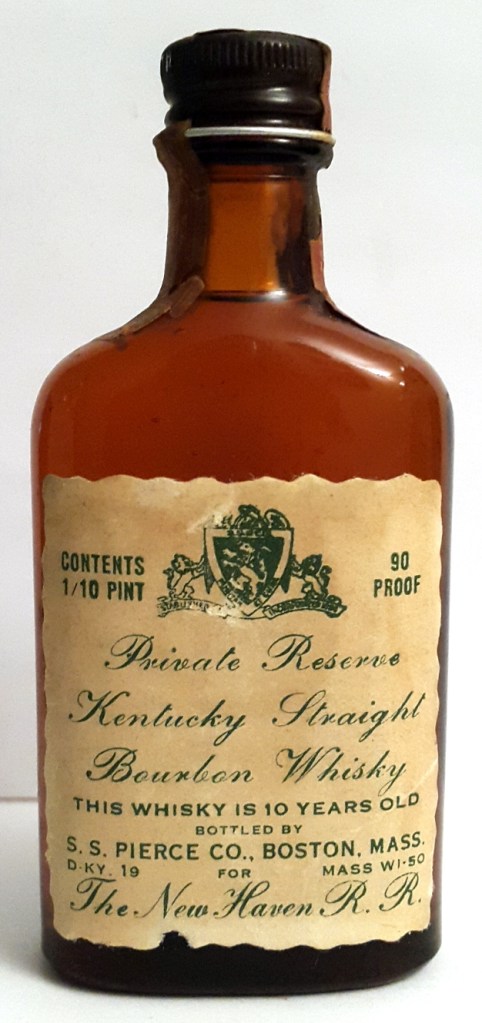 CONTENTS
1/10 PINT
90
PROOF
Private Reserve
Kentucky Straight
Bourbon Whisky
THIS WHISKY IS 10 YEARS OLD
BOTTLED BY
S. S. PIERCE CO., BOSTON, MASS.
D-KY. 19 FOR MASS WI-50
The New Haven R. R.